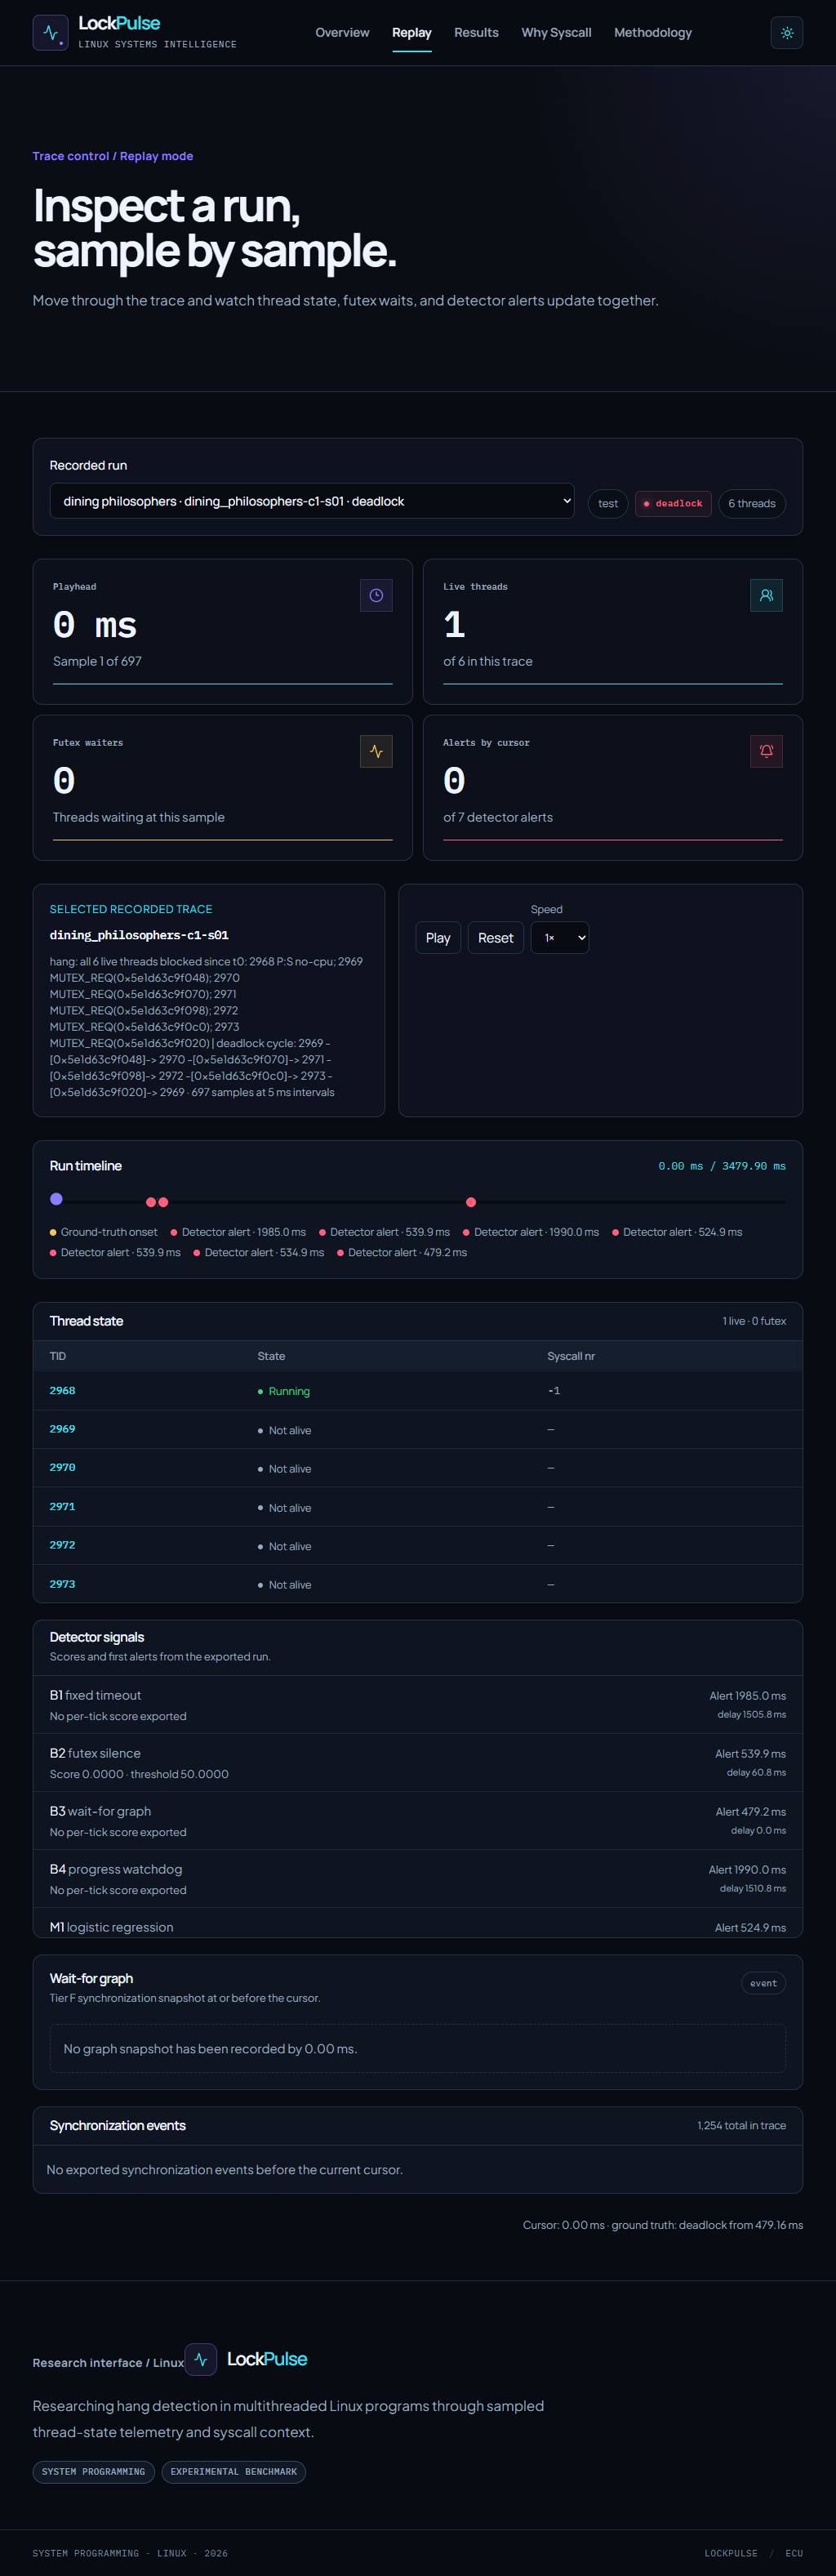 LockPulse
LINUX SYSTEMS INTELLIGENCE
Overview
Replay
Results
Why Syscall
Methodology
Trace control / Replay mode
Inspect a run,
sample by sample.
Move through the trace and watch thread state, futex waits, and detector alerts update together.
Recorded run
dining philosophers · dining_philosophers-c1-s01 · deadlock
test
deadlock
6 threads
Playhead
0 ms
Sample 1 of 697
Live threads
1
of 6 in this trace
Futex waiters
0
Threads waiting at this sample
Alerts by cursor
0
of 7 detector alerts
SELECTED RECORDED TRACE
dining_philosophers-c1-s01
hang: all 6 live threads blocked since t0: 2968 P:S no-cpu; 2969
MUTEX_REQ(0x5e1d63c9f048); 2970
MUTEX_REQ(0x5e1d63c9f070); 2971
MUTEX_REQ(0x5e1d63c9f098); 2972
MUTEX_REQ(0x5e1d63c9f0c0); 2973
MUTEX_REQ(0x5e1d63c9f020) | deadlock cycle: 2969 -
[0x5e1d63c9f048]-> 2970 -[0x5e1d63c9f070]-> 2971 -
[0x5e1d63c9f098]-> 2972 -[0x5e1d63c9f0c0]-> 2973 -
[0x5e1d63c9f020]-> 2969 · 697 samples at 5 ms intervals
Speed
Play
Reset
1×
Run timeline
0.00 ms / 3479.90 ms
Ground-truth onset
Detector alert · 1985.0 ms
Detector alert · 539.9 ms
Detector alert · 1990.0 ms
Detector alert · 524.9 ms
Detector alert · 539.9 ms
Detector alert · 534.9 ms
Detector alert · 479.2 ms
Thread state
1 live · 0 futex
TID
State
Syscall nr
2968
Running
-1
2969
Not alive
—
2970
Not alive
—
2971
Not alive
—
2972
Not alive
—
2973
Not alive
—
Detector signals
Scores and first alerts from the exported run.
B1 fixed timeout
Alert 1985.0 ms
No per-tick score exported
delay 1505.8 ms
B2 futex silence
Alert 539.9 ms
Score 0.0000 · threshold 50.0000
delay 60.8 ms
B3 wait-for graph
Alert 479.2 ms
No per-tick score exported
delay 0.0 ms
B4 progress watchdog
Alert 1990.0 ms
No per-tick score exported
delay 1510.8 ms
M1 logistic regression
Alert 524.9 ms
Wait-for graph
Tier F synchronization snapshot at or before the cursor.
event
No graph snapshot has been recorded by 0.00 ms.
Synchronization events
1,254 total in trace
No exported synchronization events before the current cursor.
Cursor: 0.00 ms · ground truth: deadlock from 479.16 ms
Research interface / Linux
LockPulse
Researching hang detection in multithreaded Linux programs through sampled
thread-state telemetry and syscall context.
SYSTEM PROGRAMMING
EXPERIMENTAL BENCHMARK
SYSTEM PROGRAMMING · LINUX · 2026
LOCKPULSE / ECU